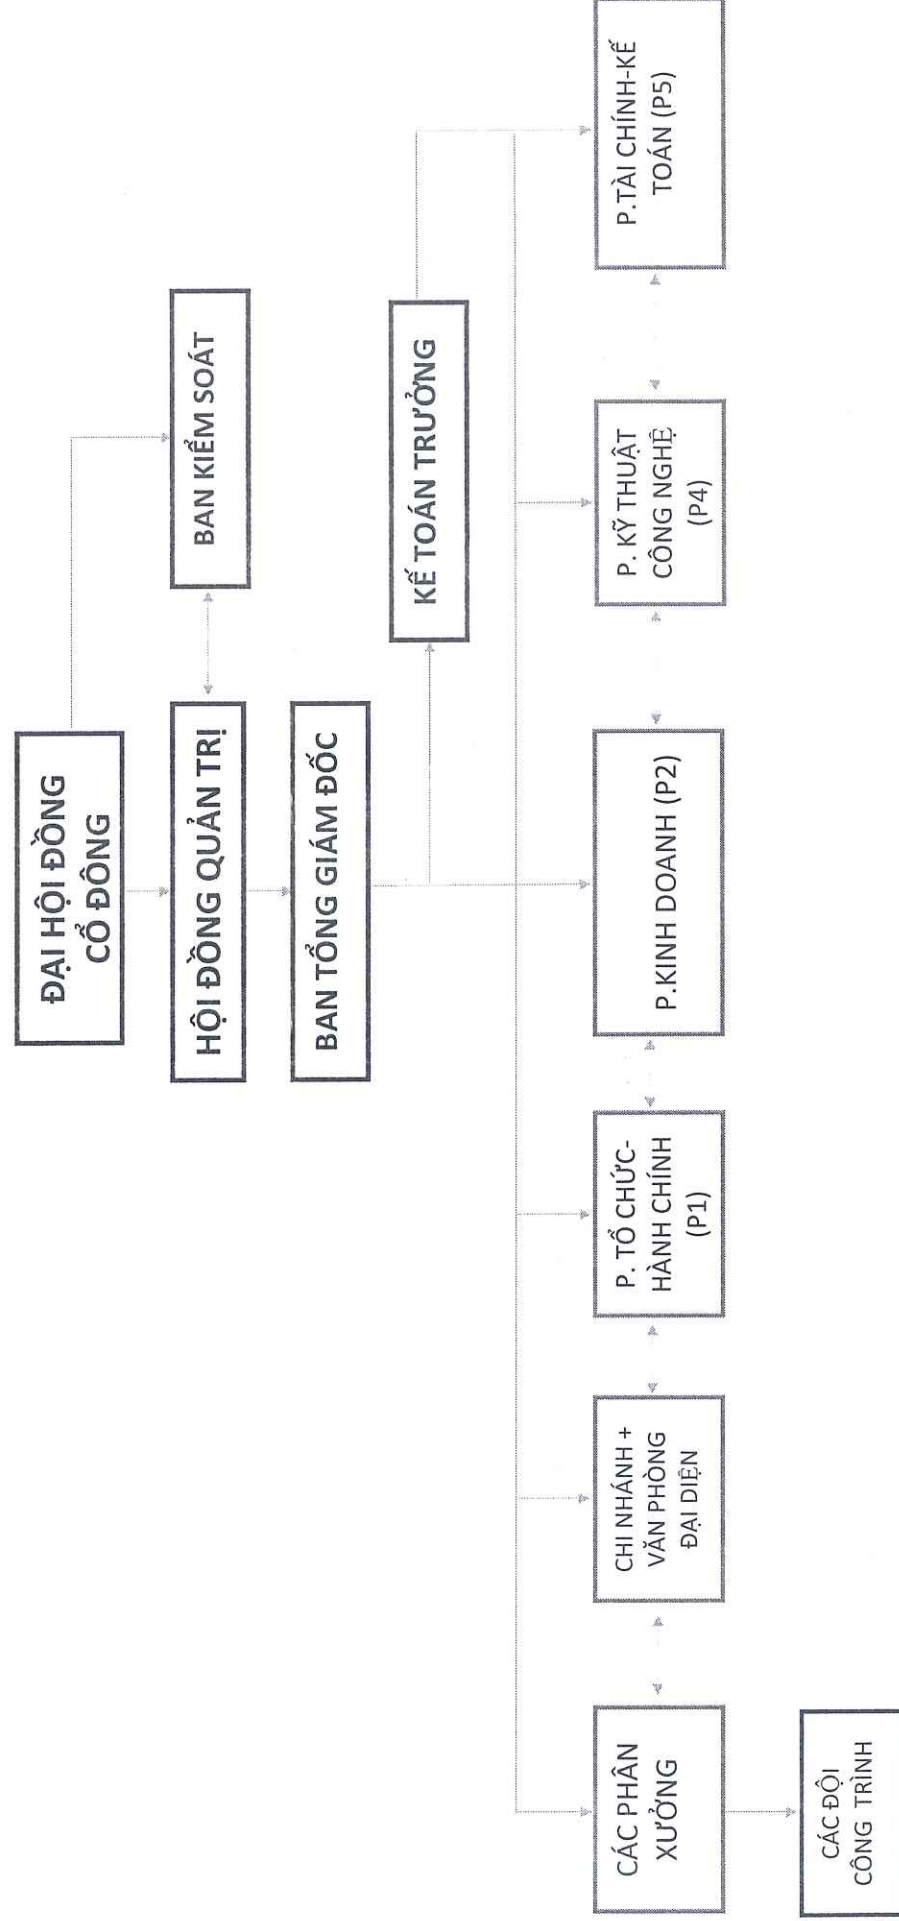 ĐẠI HỘI ĐỒNG
CỔ ĐÔNG
HỘI ĐỒNG QUẢN TRỊ
BAN KIỂM SOÁT
BAN TỔNG GIÁM ĐỐC
KẾ TOÁN TRƯỞNG
CÁC PHÂN
XƯỞNG
CHI NHÁNH +
VĂN PHÒNG
ĐẠI DIỆN
P. TỔ CHỨC-
HÀNH CHÍNH
(P1)
P.KINH DOANH (P2)
P. KỸ THUẬT
CÔNG NGHỆ
(P4)
P.TÀI CHÍNH-KẾ
TOÁN (P5)
CÁC ĐỘI
CÔNG TRÌNH